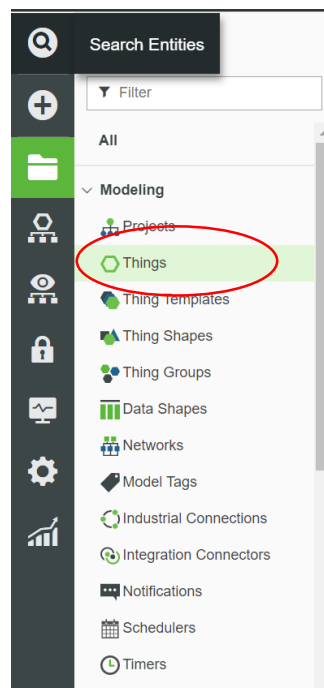 Search Entities
Filter
All
Modeling
Projects
Things
Thing Templates
Thing Shapes
Thing Groups
Data Shapes
Networks
Model Tags
Industrial Connections
Integration Connectors
Notifications
Schedulers
Timers